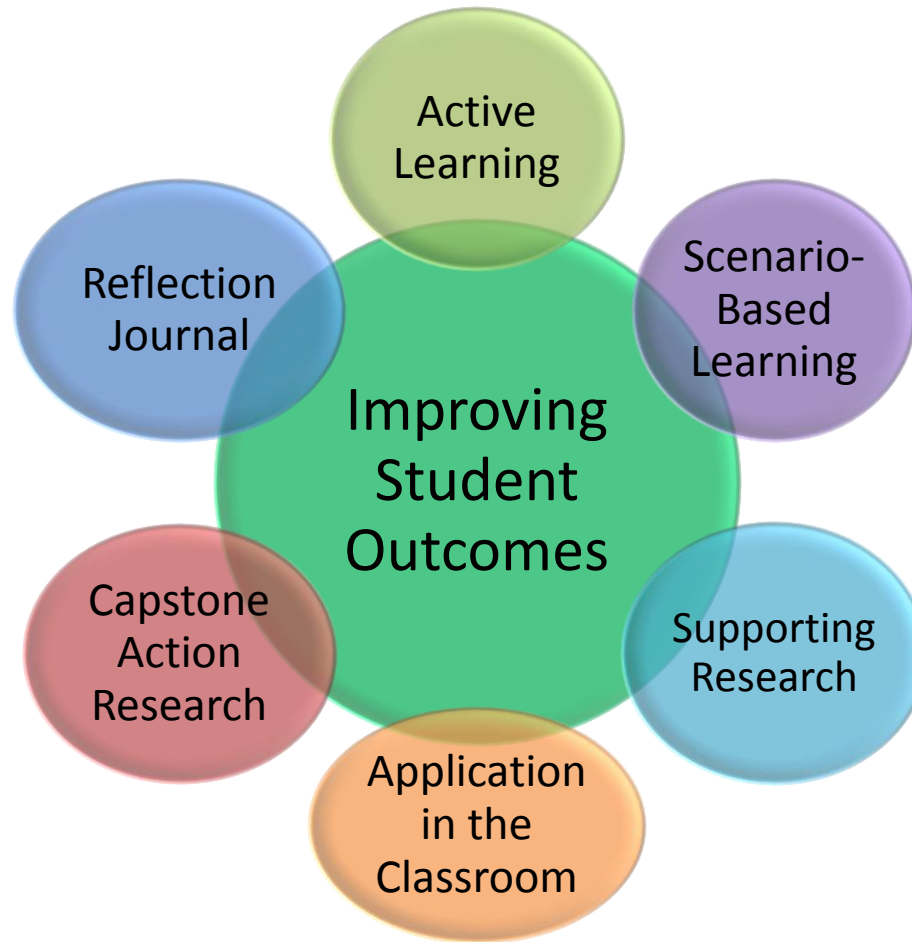 Active
Learning
Scenario-
Based
Learning
Supporting
Research
Application
in the
Classroom
Capstone
Action
Research
Reflection
Journal
Improving
Student
Outcomes